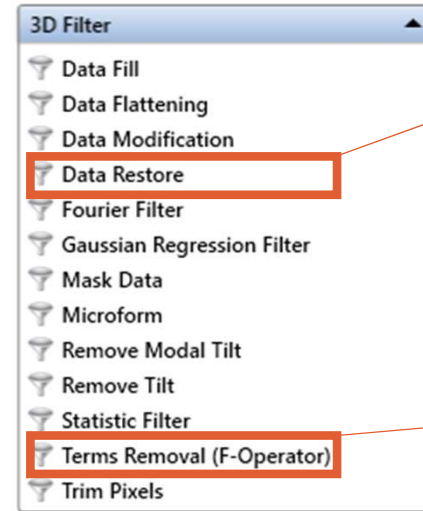 3D Filter
Data Fill
Data Flattening
Data Modification
Data Restore
Fourier Filter
Gaussian Regression Filter
Mask Data
Microform
Remove Modal Tilt
Remove Tilt
Statistic Filter
Terms Removal (F-Operator)
Trim Pixels